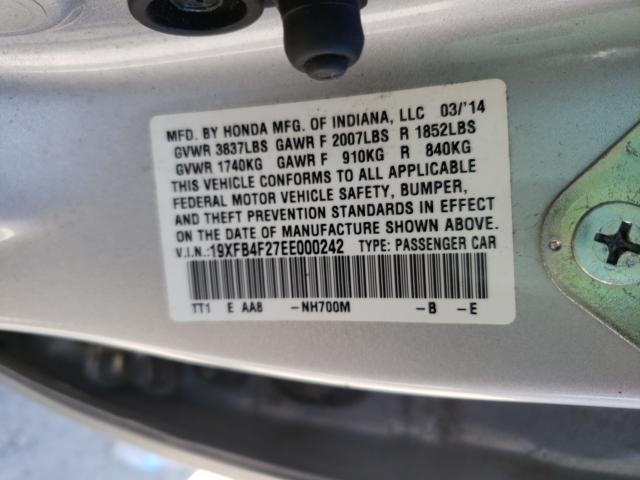 MFD. BY HONDA MFG. OF INDIANA, LLC 03/'14
GVWR 3837LBS GAWR F 2007LBS R 1852LBS
GVWR 1740KG GAWR F 910KG R 840KG
THIS VEHICLE CONFORMS TO ALL APPLICABLE
FEDERAL MOTOR VEHICLE SAFETY, BUMPER,
AND THEFT PREVENTION STANDARDS IN EFFECT
ON THE DATE OF MANUFACTURE SHOWN ABOVE.
V.I.N.:19XFB4F27EE000242 TYPE: PASSENGER CAR
TT1 E AA8 -NH700M -B -E